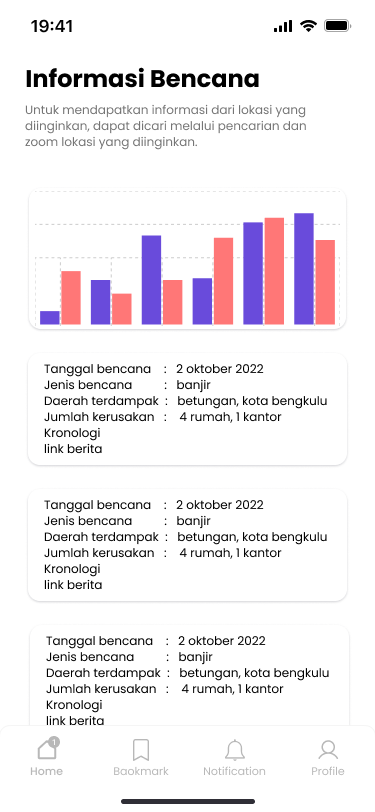 19:41
Informasi Bencana
Untuk mendapatkan informasi dari lokasi yang
diinginkan, dapat dicari melalui pencarian dan
zoom lokasi yang diinginkan.
Tanggal bencana : 2 oktober 2022
Jenis bencana : banjir
Daerah terdampak : betungan, kota bengkulu
Jumlah kerusakan : 4 rumah, 1 kantor
Kronologi
link berita
Tanggal bencana : 2 oktober 2022
Jenis bencana : banjir
Daerah terdampak : betungan, kota bengkulu
Jumlah kerusakan : 4 rumah, 1 kantor
Kronologi
link berita
Tanggal bencana : 2 oktober 2022
Jenis bencana : banjir
Daerah terdampak : betungan, kota bengkulu
Jumlah kerusakan : 4 rumah, 1 kantor
Kronologi
link berita
1
Home Baokmark Notification Profile